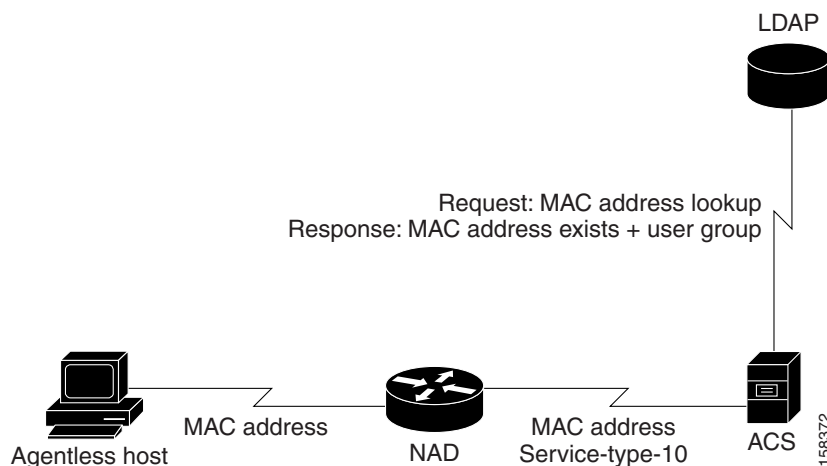 LDAP
Request: MAC address lookup
Response: MAC address exists + user group
MAC address
MAC address
Service-type-10
Agentless host
NAD
ACS
158372